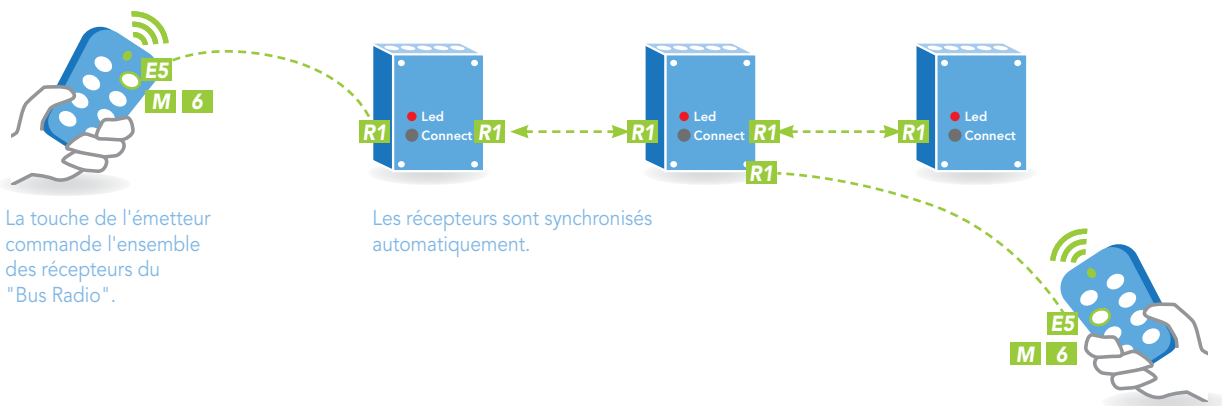 E5
M 6
Led
Connect
R1
R1
Led
Connect
R1
R1
R1
Led
Connect
R1
La touche de l'émetteur
commande l'ensemble
des récepteurs du
"Bus Radio".
Les récepteurs sont synchronisés
automatiquement.
E5
M 6